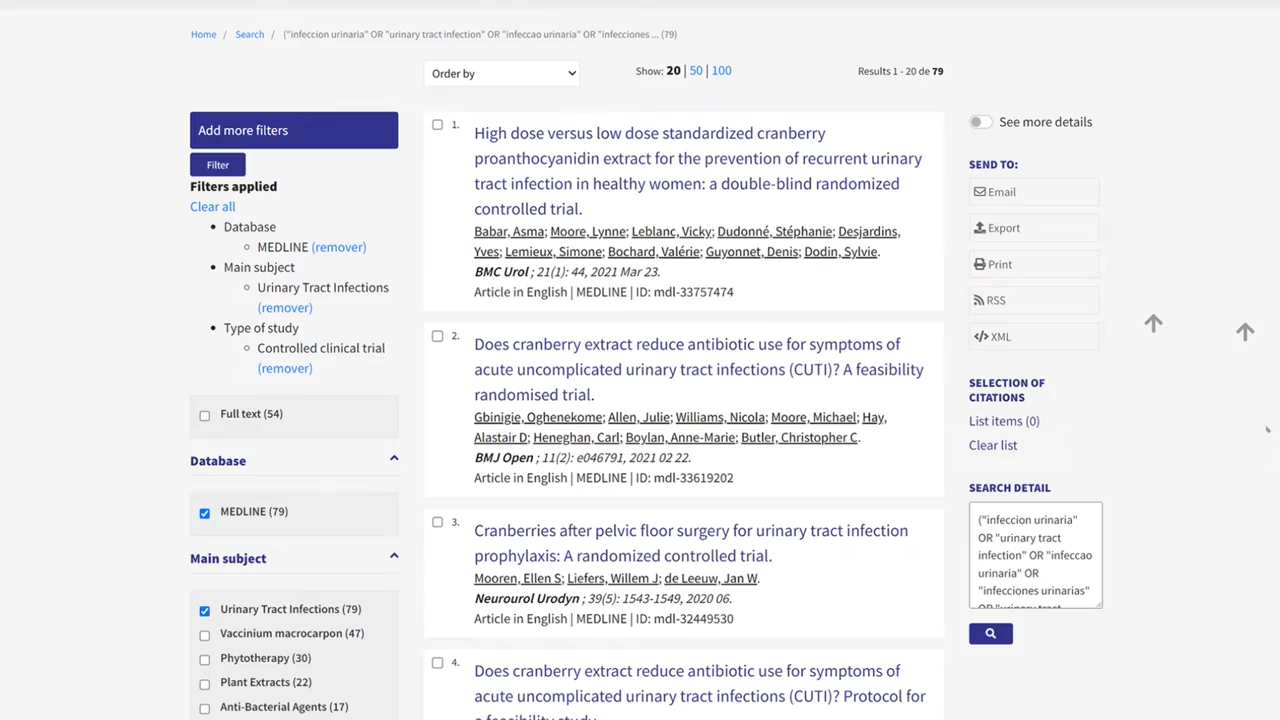 Home / Search / ("infeccion urinaria" OR "urinary tract infection" OR "infeccao urinaria" OR "infecciones ... (79)
Order by
Show: 20 | 50 | 100
Results 1 - 20 de 79
Add more filters
Filter
Filters applied
Clear all
Database
MEDLINE (remover)
Main subject
Urinary Tract Infections
(remover)
Type of study
Controlled clinical trial
(remover)
Full text (54)
Database
MEDLINE (79)
Main subject
Urinary Tract Infections (79)
Vaccinium macrocarpon (47)
Phytotherapy (30)
Plant Extracts (22)
Anti-Bacterial Agents (17)
1. High dose versus low dose standardized cranberry
proanthocyanidin extract for the prevention of recurrent urinary
tract infection in healthy women: a double-blind randomized
controlled trial.
Babar, Asma; Moore, Lynne; Leblanc, Vicky; Dudonné, Stéphanie; Desjardins,
Yves; Lemieux, Simone; Bochard, Valérie; Guyonnet, Denis; Dodin, Sylvie.
BMC Urol ; 21(1): 44, 2021 Mar 23.
Article in English | MEDLINE | ID: mdl-33757474
2. Does cranberry extract reduce antibiotic use for symptoms of
acute uncomplicated urinary tract infections (CUTI)? A feasibility
randomised trial.
Gbinigie, Oghenekome; Allen, Julie; Williams, Nicola; Moore, Michael; Hay,
Alastair D; Heneghan, Carl; Boylan, Anne-Marie; Butler, Christopher C.
BMJ Open ; 11(2): e046791, 2021 02 22.
Article in English | MEDLINE | ID: mdl-33619202
3. Cranberries after pelvic floor surgery for urinary tract infection
prophylaxis: A randomized controlled trial.
Mooren, Ellen S; Liefers, Willem J; de Leeuw, Jan W.
Neurourol Urodyn ; 39(5): 1543-1549, 2020 06.
Article in English | MEDLINE | ID: mdl-32449530
4. Does cranberry extract reduce antibiotic use for symptoms of
acute uncomplicated urinary tract infections (CUTI)? Protocol for
a feasibility study.
See more details
SEND TO:
Email
Export
Print
RSS
XML
SELECTION OF
CITATIONS
List items (0)
Clear list
SEARCH DETAIL
("infeccion urinaria"
OR "urinary tract
infection" OR "infeccao
urinaria" OR
"infecciones urinarias"
OR "urinary tract